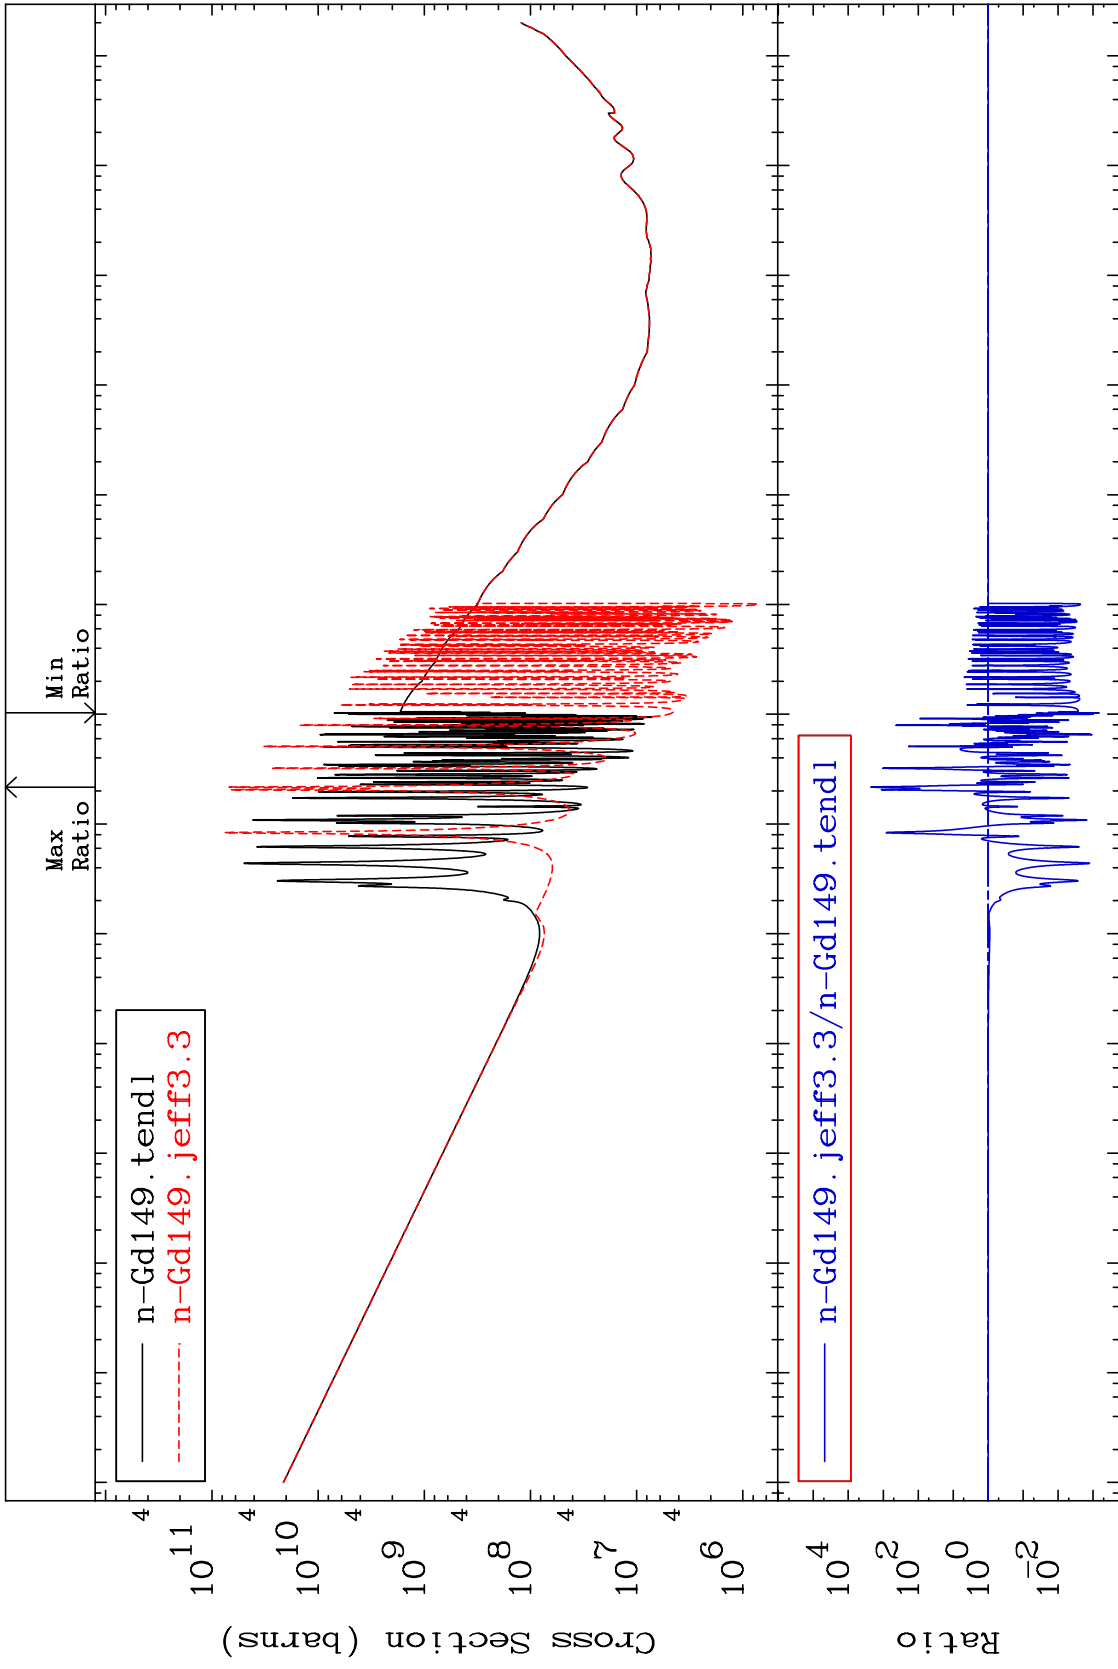 Max
Ratio
Min
Ratio
n-Gd149.tendl
n-Gd149.jeff3.3
Cross Section (barns)
4
10 11
4
10 10
4
10 9
4
10 8
4
10 7
4
10 6
n-Gd149.jeff3.3/n-Gd149.tendl
Ratio
10 4
10 2
10 0
10 -2